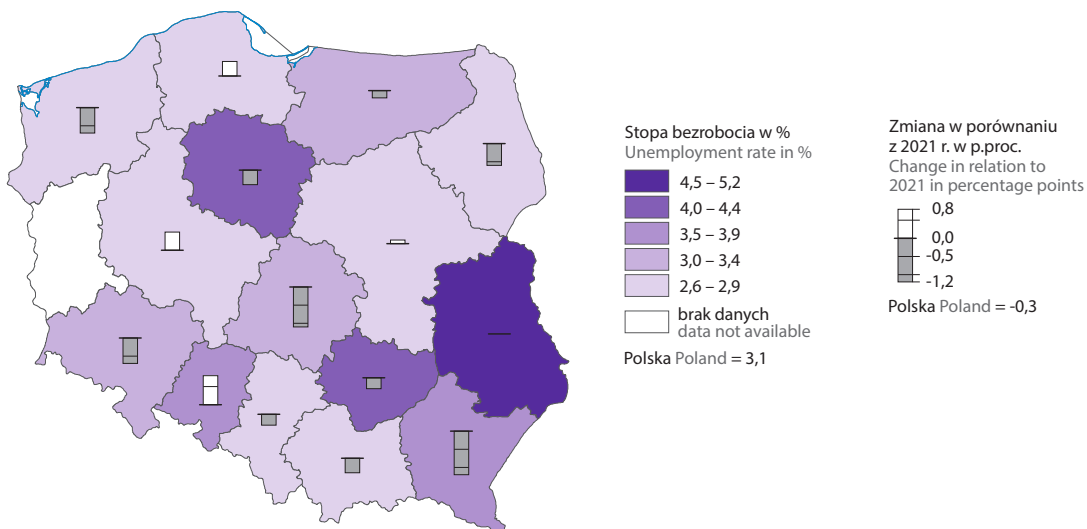 Stopa bezrobocia w %
Unemployment rate in %
4,5 – 5,2
4,0 – 4,4
3,5 – 3,9
3,0 – 3,4
2,6 – 2,9
brak danych
data not available
Polska Poland = 3,1
Zmiana w porównaniu
z 2021 r. w p.proc.
Change in relation to
2021 in percentage points
0,8
0,0
-0,5
-1,2
Polska Poland = -0,3